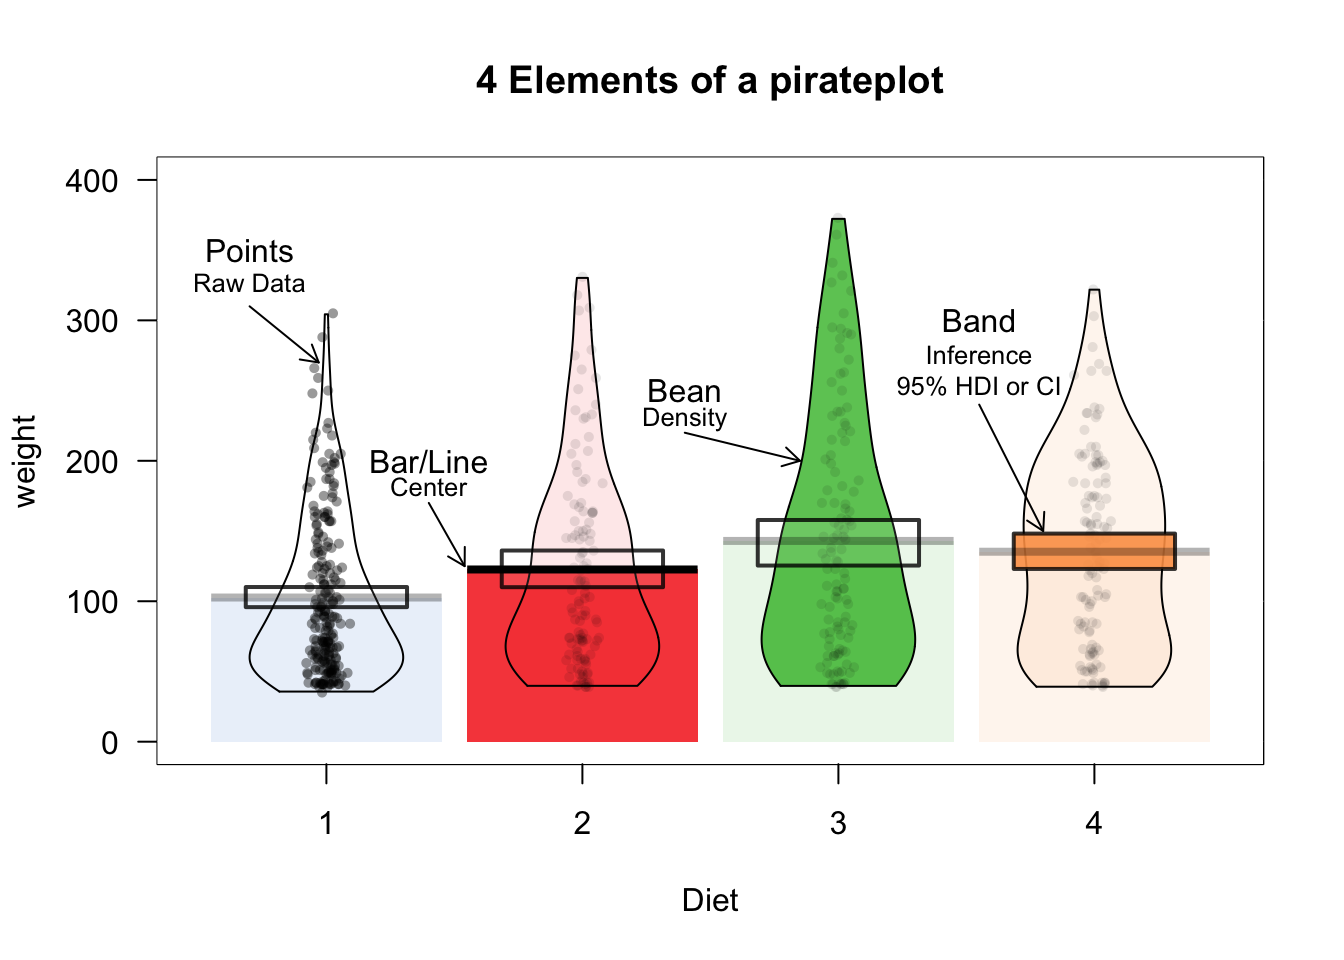 4 Elements of a pirateplot
400
300
200
100
0
weight
Points
Raw Data
Bar/Line
Center
Bean
Density
Band
Inference
95% HDI or CI
1
2
3
4
Diet